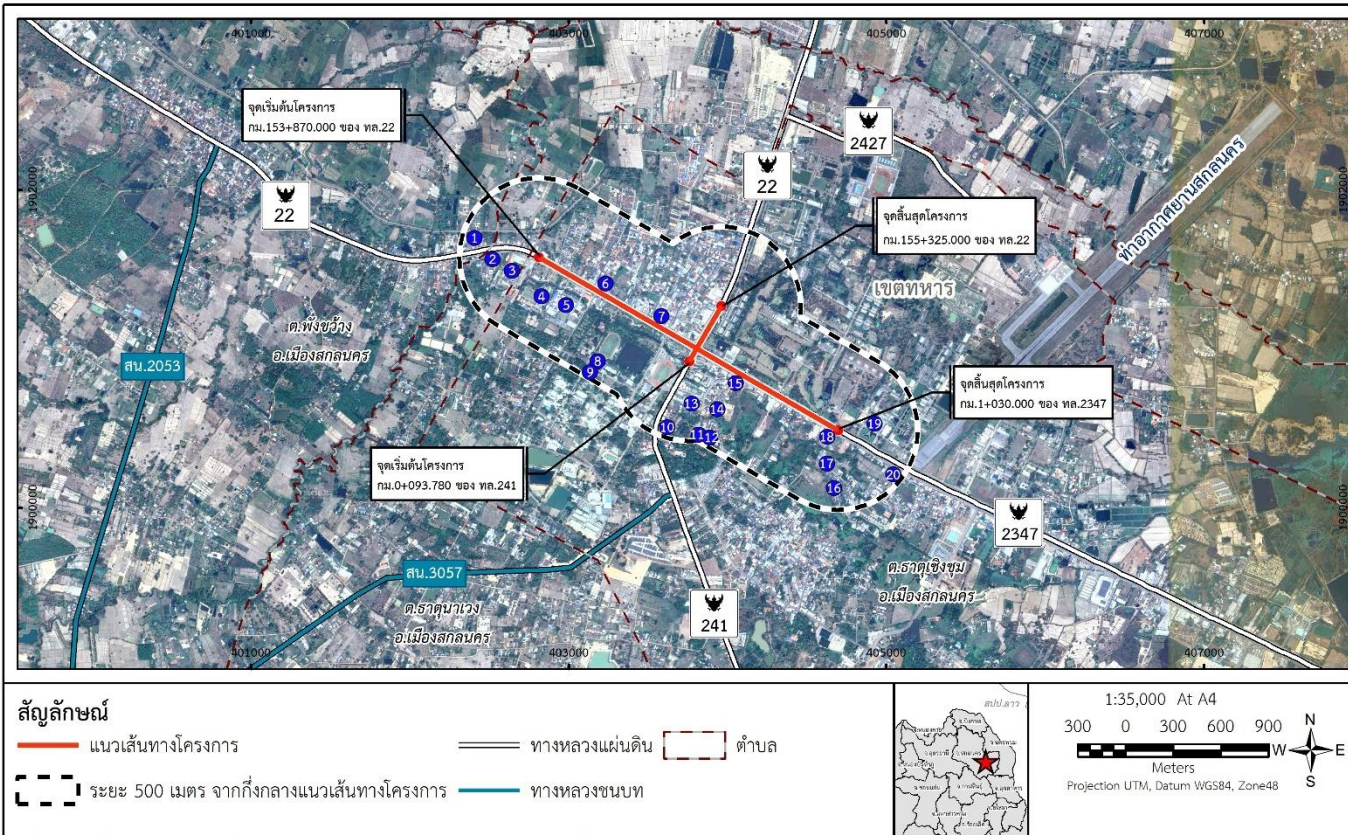 401000
403000
405000
407000
จุดเริ่มต้นโครงการ
กม.153+870.000 ของ ทล.22
2427
22
22
1902000
1902000
จุดสิ้นสุดโครงการ
กม.155+325.000 ของ ทล.22
ท่าอากาศยานสกลนคร
เขตทหาร
1
2
3
4
5
6
7
8
9
10
11
12
13
14
15
16
17
18
19
20
ต.พังขว้าง
อ.เมืองสกลนคร
สน.2053
จุดสิ้นสุดโครงการ
กม.1+030.000 ของ ทล.2347
จุดเริ่มต้นโครงการ
กม.0+093.780 ของ ทล.241
1900000
1900000
2347
สน.3057
ต.ธาตุเชิงชุม
อ.เมืองสกลนคร
ต.ธาตุนาเวง
อ.เมืองสกลนคร
241
401000
403000
405000
407000
สัญลักษณ์
แนวเส้นทางโครงการ
ทางหลวงแผ่นดิน
ตำบล
ระยะ 500 เมตร จากกึ่งกลางแนวเส้นทางโครงการ
ทางหลวงชนบท
สปป.ลาว
1:35,000 At A4
300 0 300 600 900
Meters
Projection UTM, Datum WGS84, Zone48
N
W
E
S